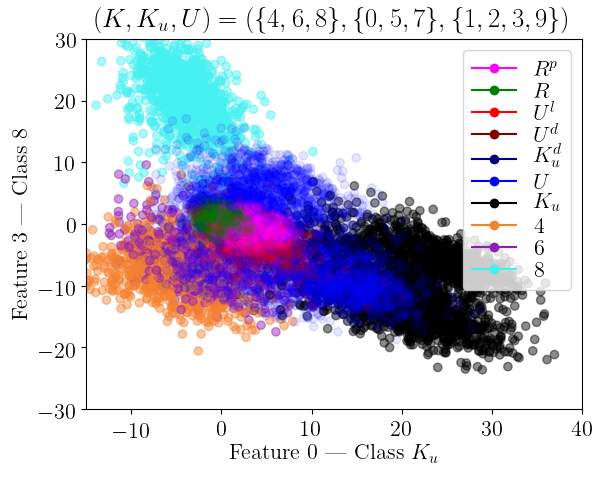 (K, K_u, U) = ({4, 6, 8}, {0, 5, 7}, {1, 2, 3, 9})
30
20
10
0
−10
−20
−30
Feature 3 — Class 8
R^p
R
U^l
U^d
K_u^d
U
K_u
4
6
8
−10
0
10
20
30
40
Feature 0 — Class K_u